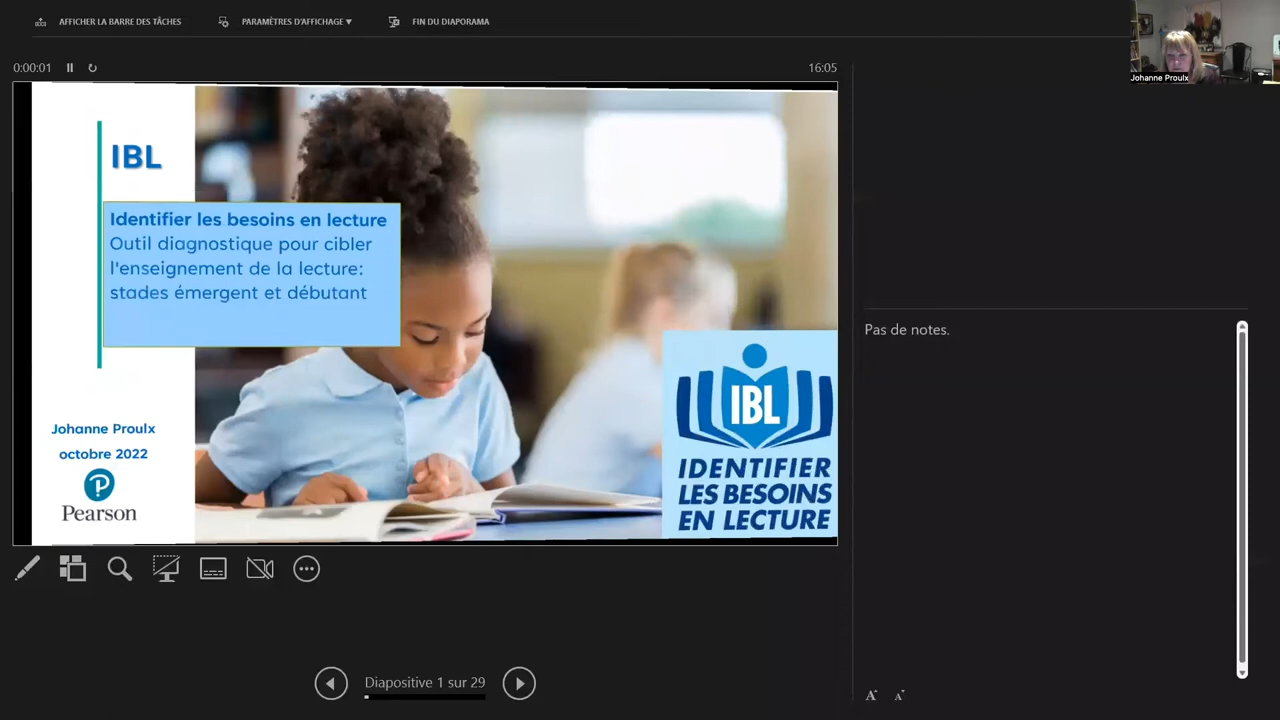 AFFICHER LA BARRE DES TÂCHES
PARAMÈTRES D'AFFICHAGE ▼
FIN DU DIAPORAMA
Johanne Proulx
0:00:01
16:05
IBL
Identifier les besoins en lecture
Outil diagnostique pour cibler
l'enseignement de la lecture:
stades émergent et débutant
Johanne Proulx
octobre 2022
P
Pearson
IBL
IDENTIFIER
LES BESOINS
EN LECTURE
Pas de notes.
Diapositive 1 sur 29
A
A